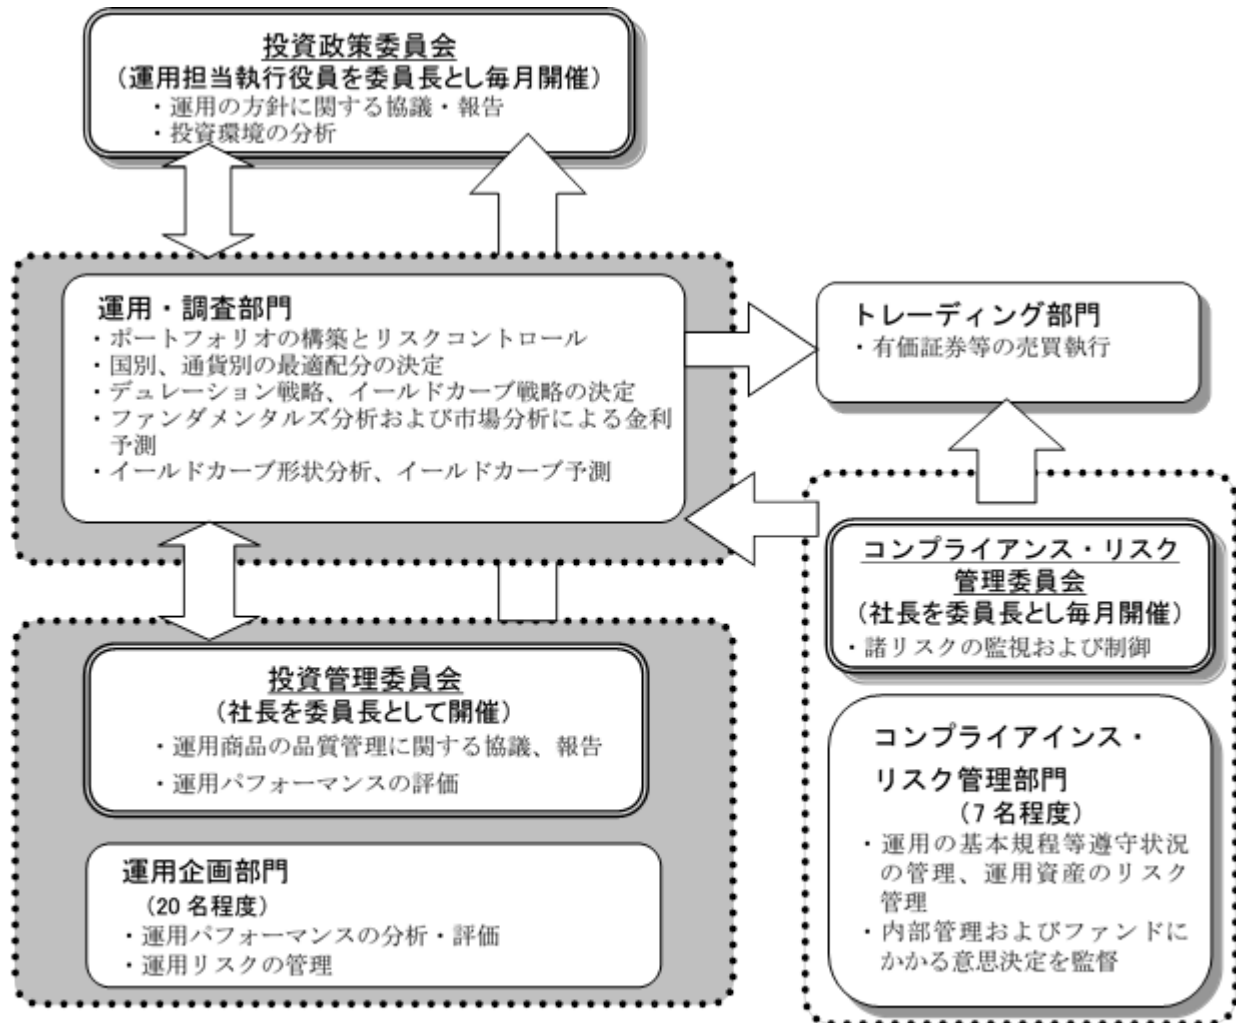 投資政策委員会
(運用担当執行役員を委員長とし毎月開催)
・運用の方針に関する協議・報告
・投資環境の分析
運用・調査部門
・ポートフォリオの構築とリスクコントロール
・国別、通貨別の最適配分の決定
・デュレーション戦略、イールドカーブ戦略の決定
・ファンダメンタルズ分析および市場分析による金利
予測
・イールドカーブ形状分析、イールドカーブ予測
トレーディング部門
・有価証券等の売買執行
コンプライアンス・リスク
管理委員会
(社長を委員長とし毎月開催)
・諸リスクの監視および制御
投資管理委員会
(社長を委員長として開催)
・運用商品の品質管理に関する協議、報告
・運用パフォーマンスの評価
運用企画部門
(20 名程度)
・運用パフォーマンスの分析・評価
・運用リスクの管理
コンプライアインス・
リスク管理部門
(7 名程度)
・運用の基本規程等遵守状況
の管理、運用資産のリスク
管理
・内部管理およびファンドに
かかる意思決定を監督